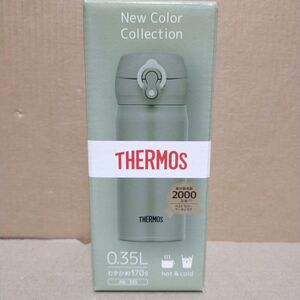 New Color
Collection
THERMOS
2000
THERMOS
0.35L
わずか約170g
hot & cold